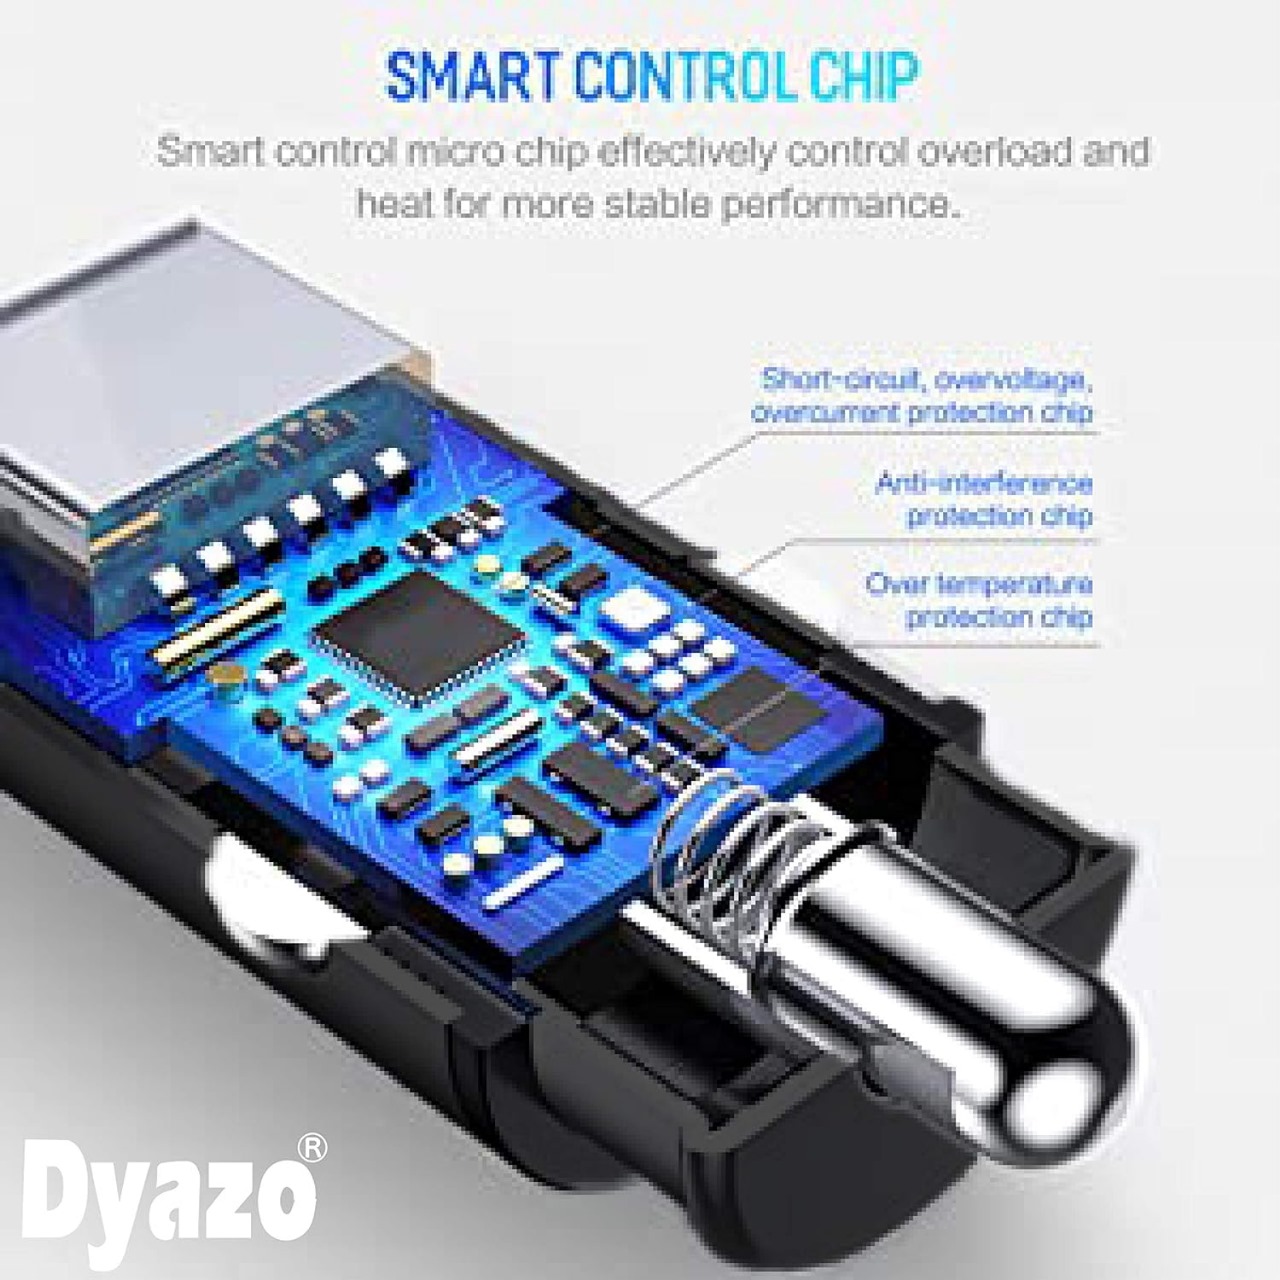 SMART CONTROL CHIP
Smart control micro chip effectively control overload and
heat for more stable performance.
Short-circuit, overvoltage,
overcurrent protection chip
Anti-interference
protection chip
Over temperature
protection chip
Dyazo®